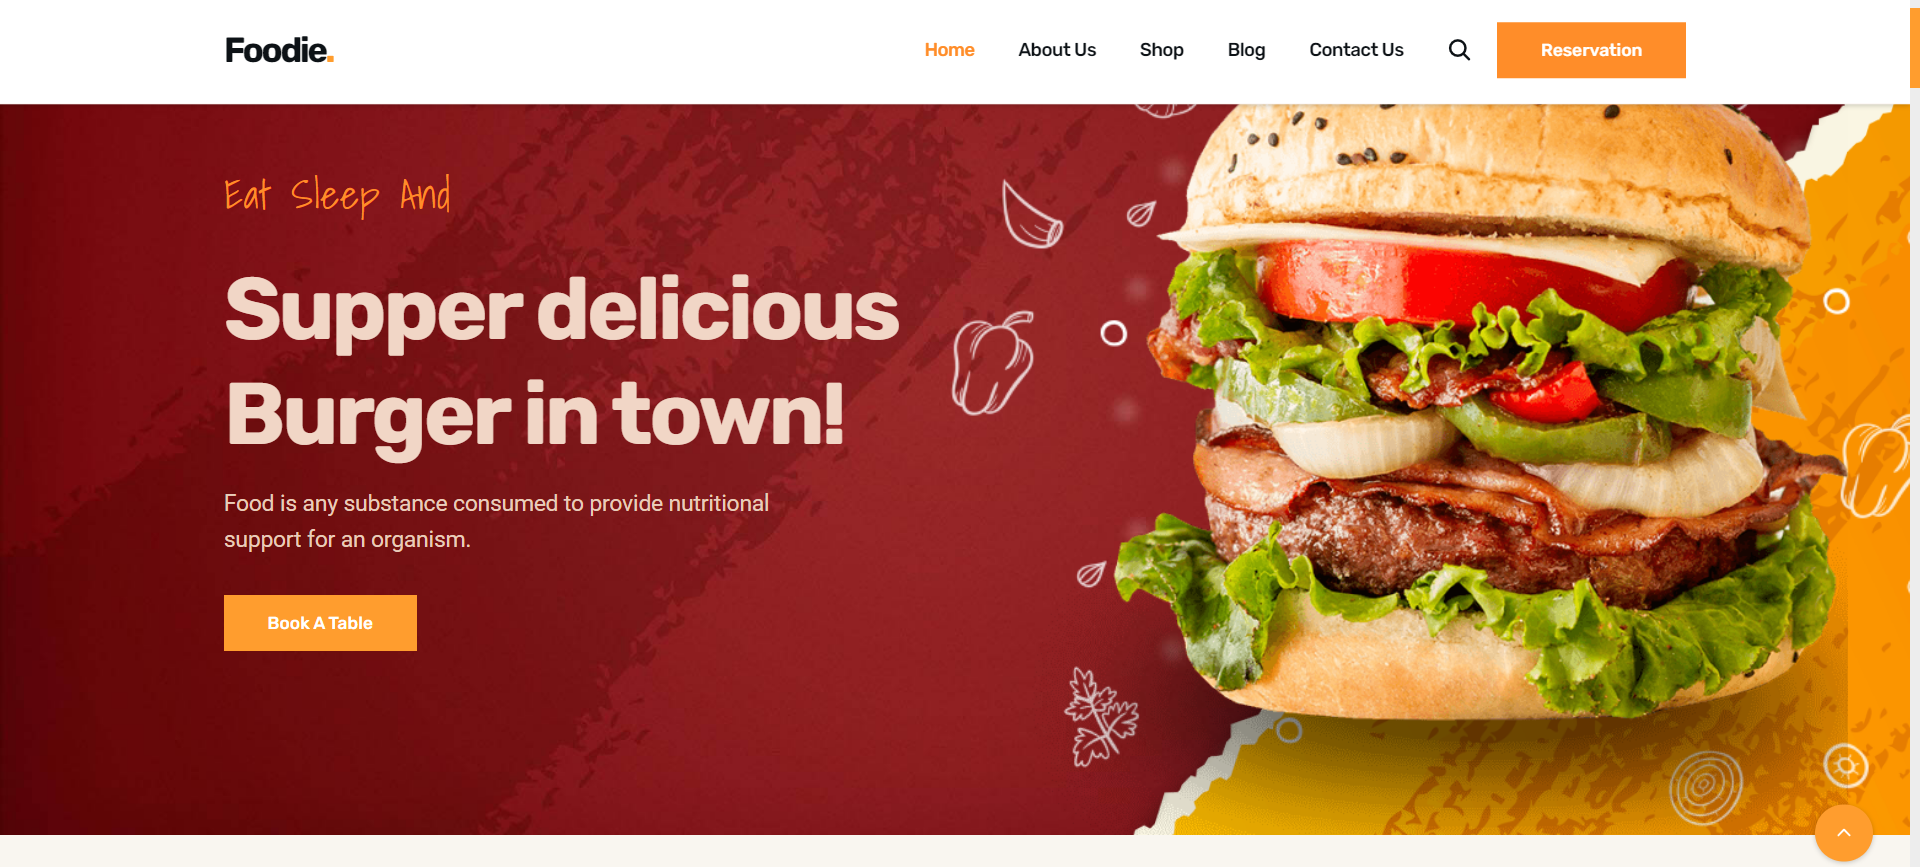 Foodie.
Home About Us Shop Blog Contact Us Reservation
Eat Sleep And
Supper delicious
Burger in town!
Food is any substance consumed to provide nutritional
support for an organism.
Book A Table